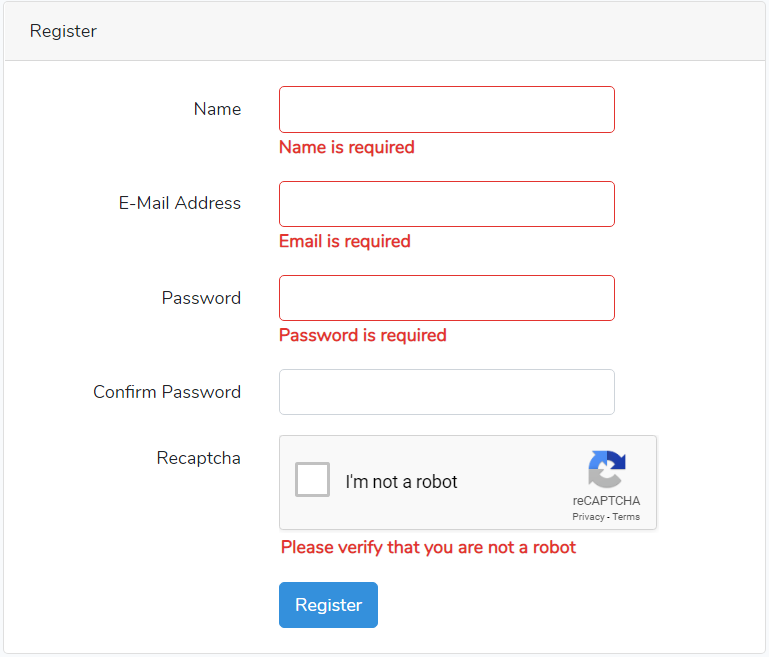 Register
Name
Name is required
E-Mail Address
Email is required
Password
Password is required
Confirm Password
Recaptcha
I'm not a robot
reCAPTCHA
Privacy - Terms
Please verify that you are not a robot
Register